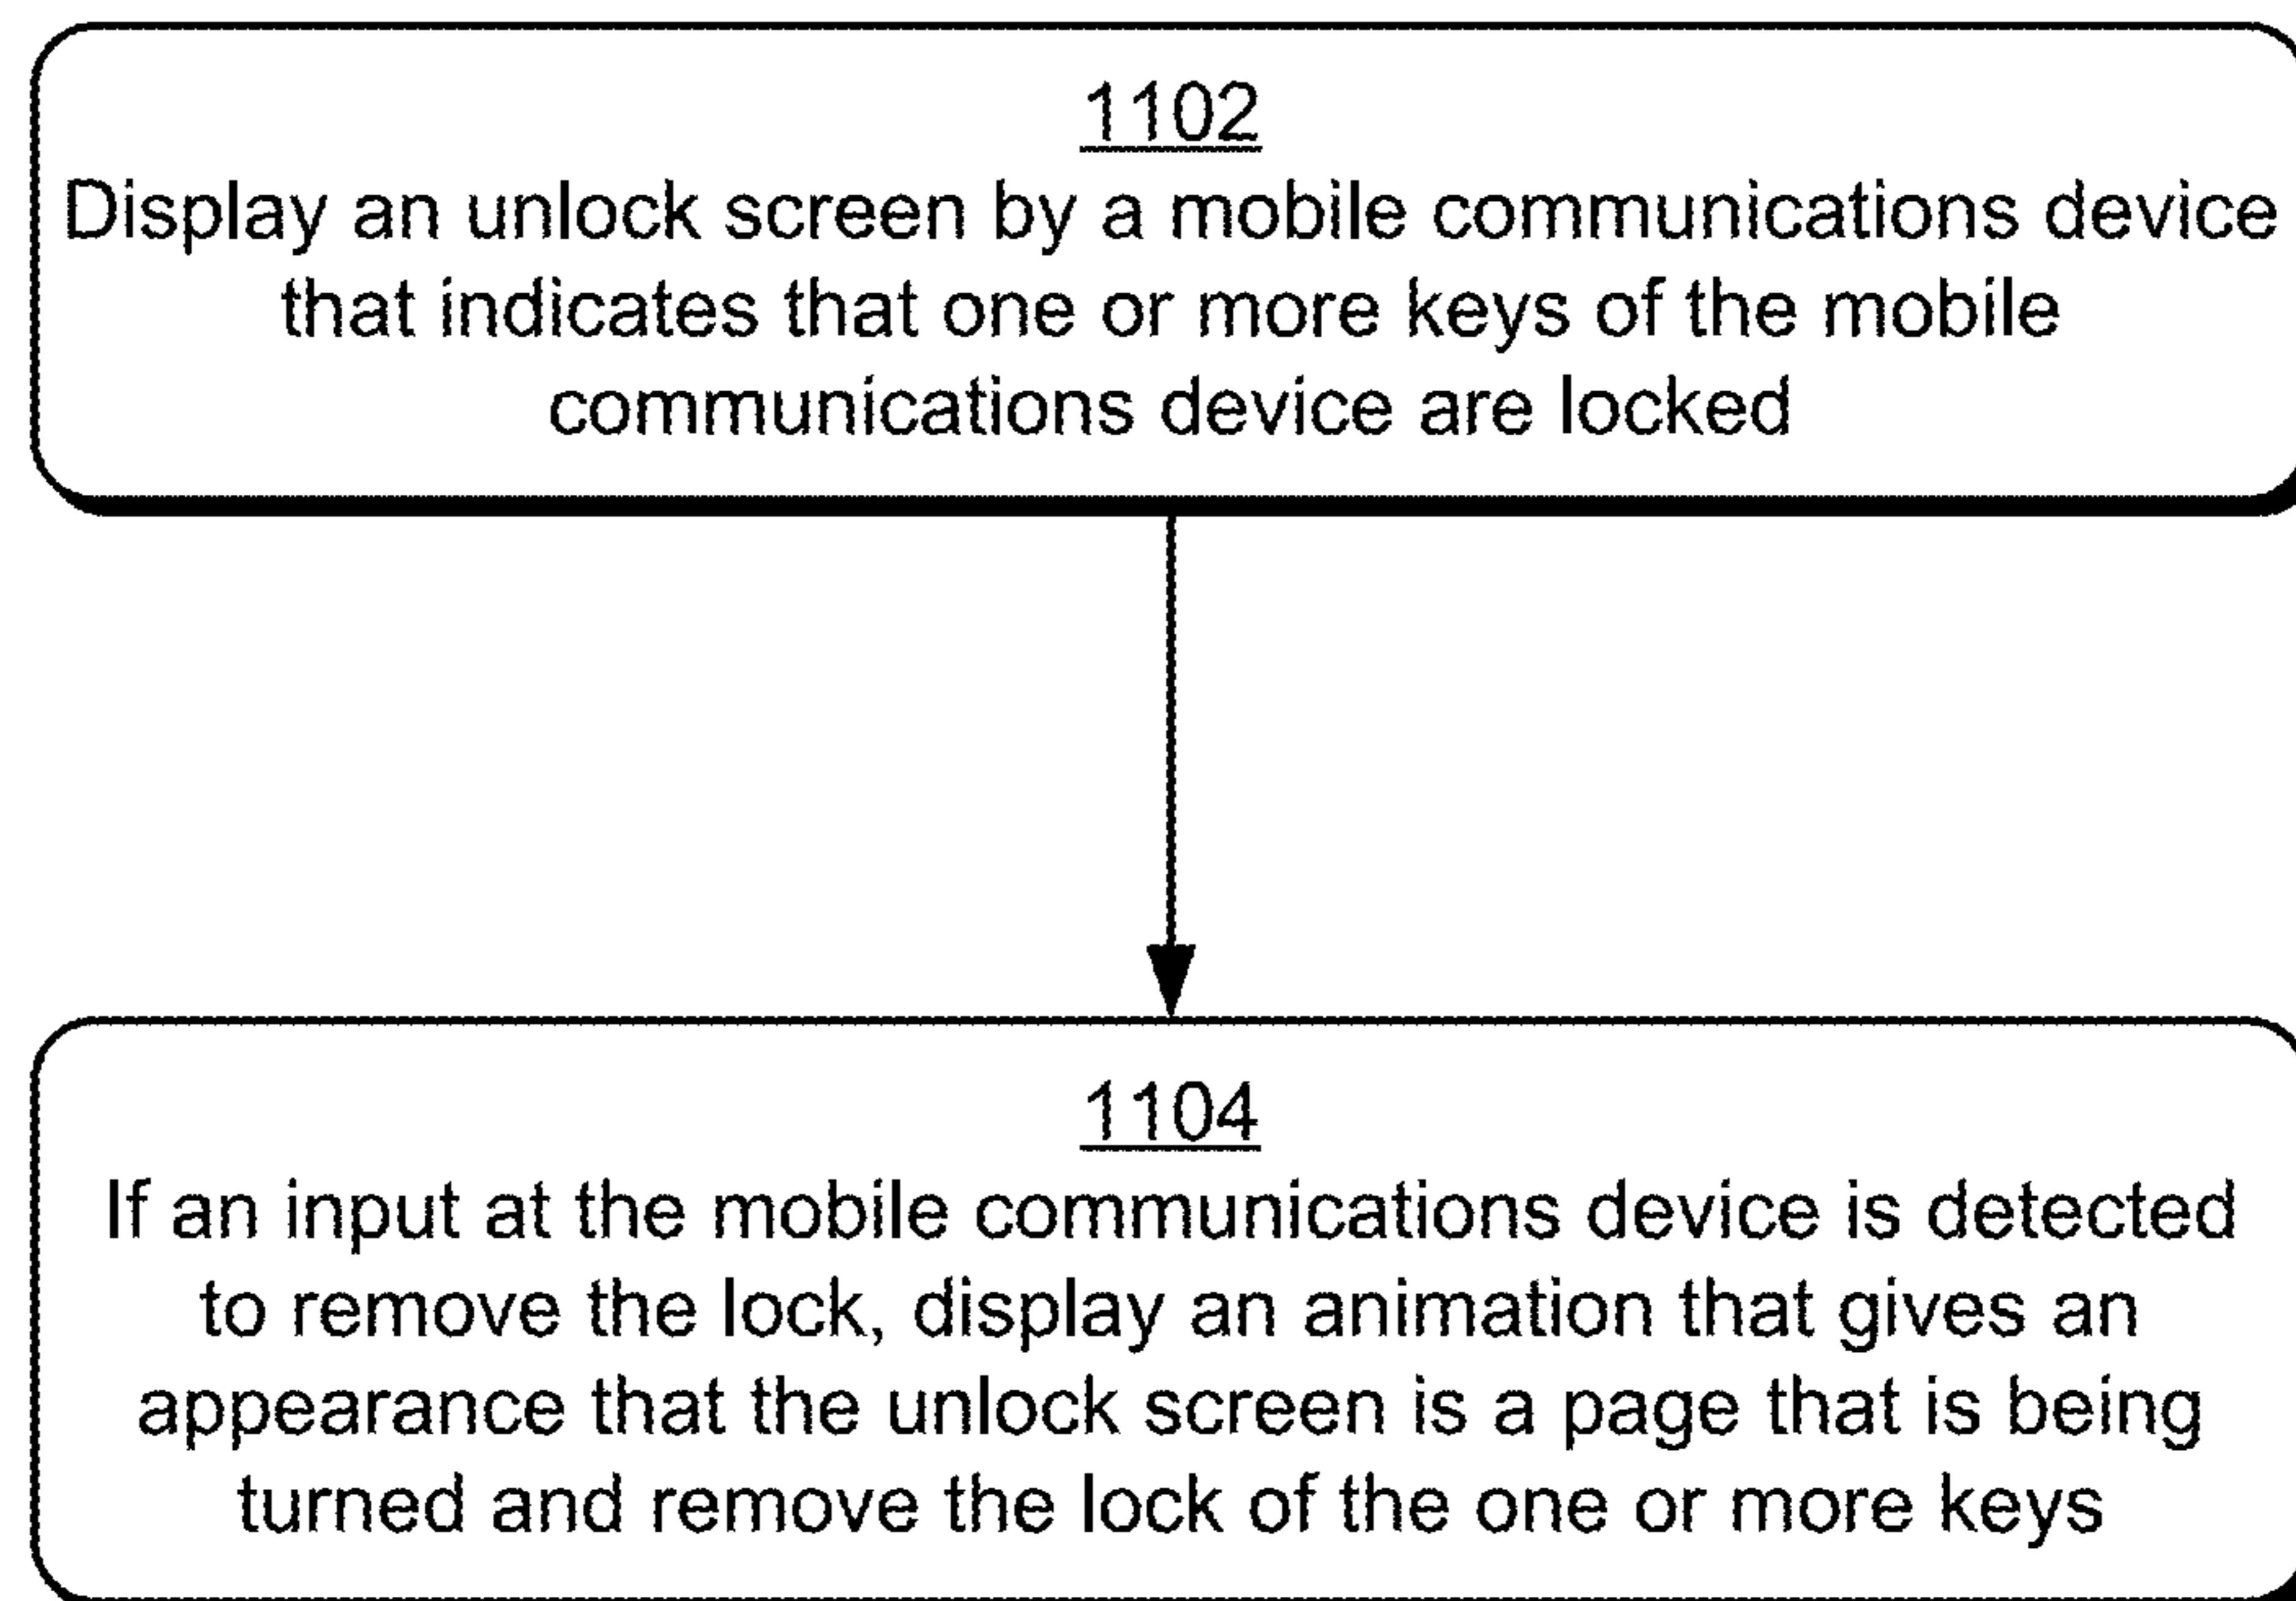 1102
Display an unlock screen by a mobile communications device
that indicates that one or more keys of the mobile
communications device are locked
1104
If an input at the mobile communications device is detected
to remove the lock, display an animation that gives an
appearance that the unlock screen is a page that is being
turned and remove the lock of the one or more keys